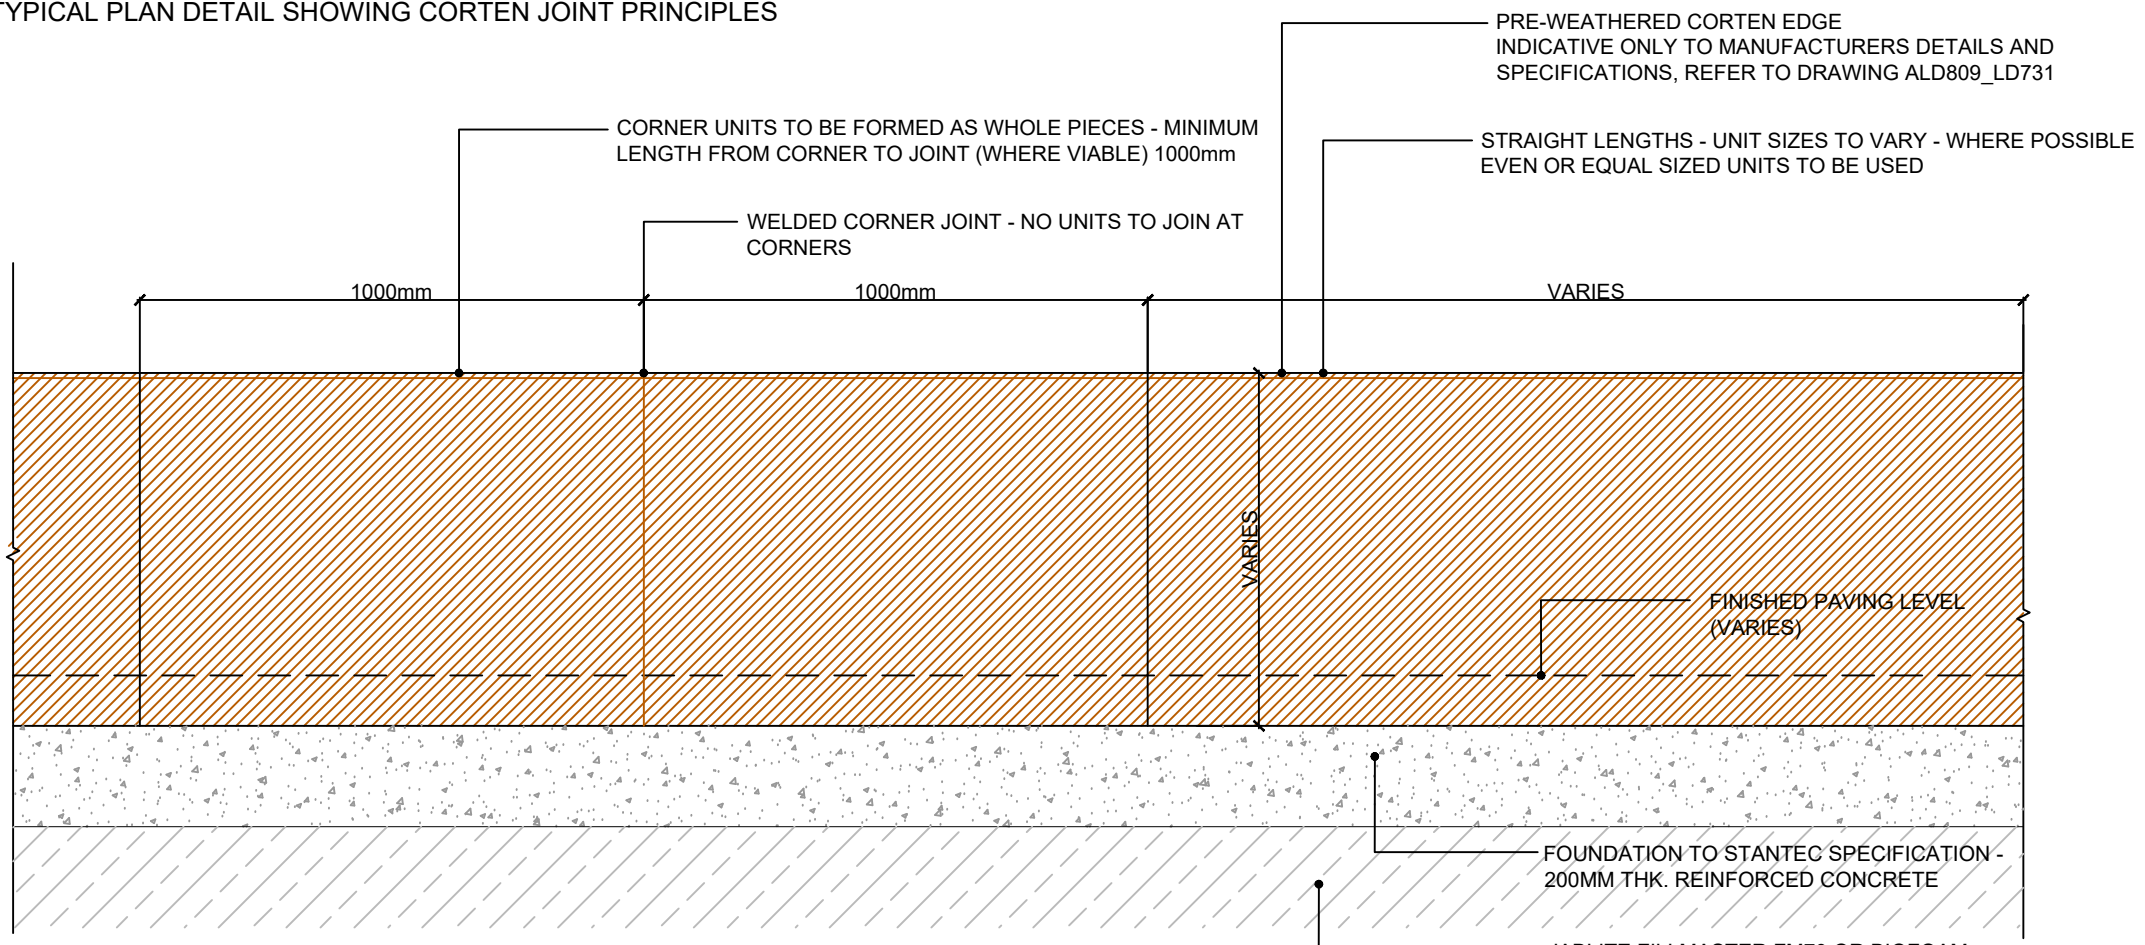 TYPICAL PLAN DETAIL SHOWING CORTEN JOINT PRINCIPLES
PRE-WEATHERED CORTEN EDGE
INDICATIVE ONLY TO MANUFACTURERS DETAILS AND
SPECIFICATIONS, REFER TO DRAWING ALD809_LD731
CORNER UNITS TO BE FORMED AS WHOLE PIECES - MINIMUM
LENGTH FROM CORNER TO JOINT (WHERE VIABLE) 1000mm
STRAIGHT LENGTHS - UNIT SIZES TO VARY - WHERE POSSIBLE
EVEN OR EQUAL SIZED UNITS TO BE USED
WELDED CORNER JOINT - NO UNITS TO JOIN AT
CORNERS
1000mm
1000mm
VARIES
VARIES
FINISHED PAVING LEVEL
(VARIES)
FOUNDATION TO STANTEC SPECIFICATION -
200MM THK. REINFORCED CONCRETE